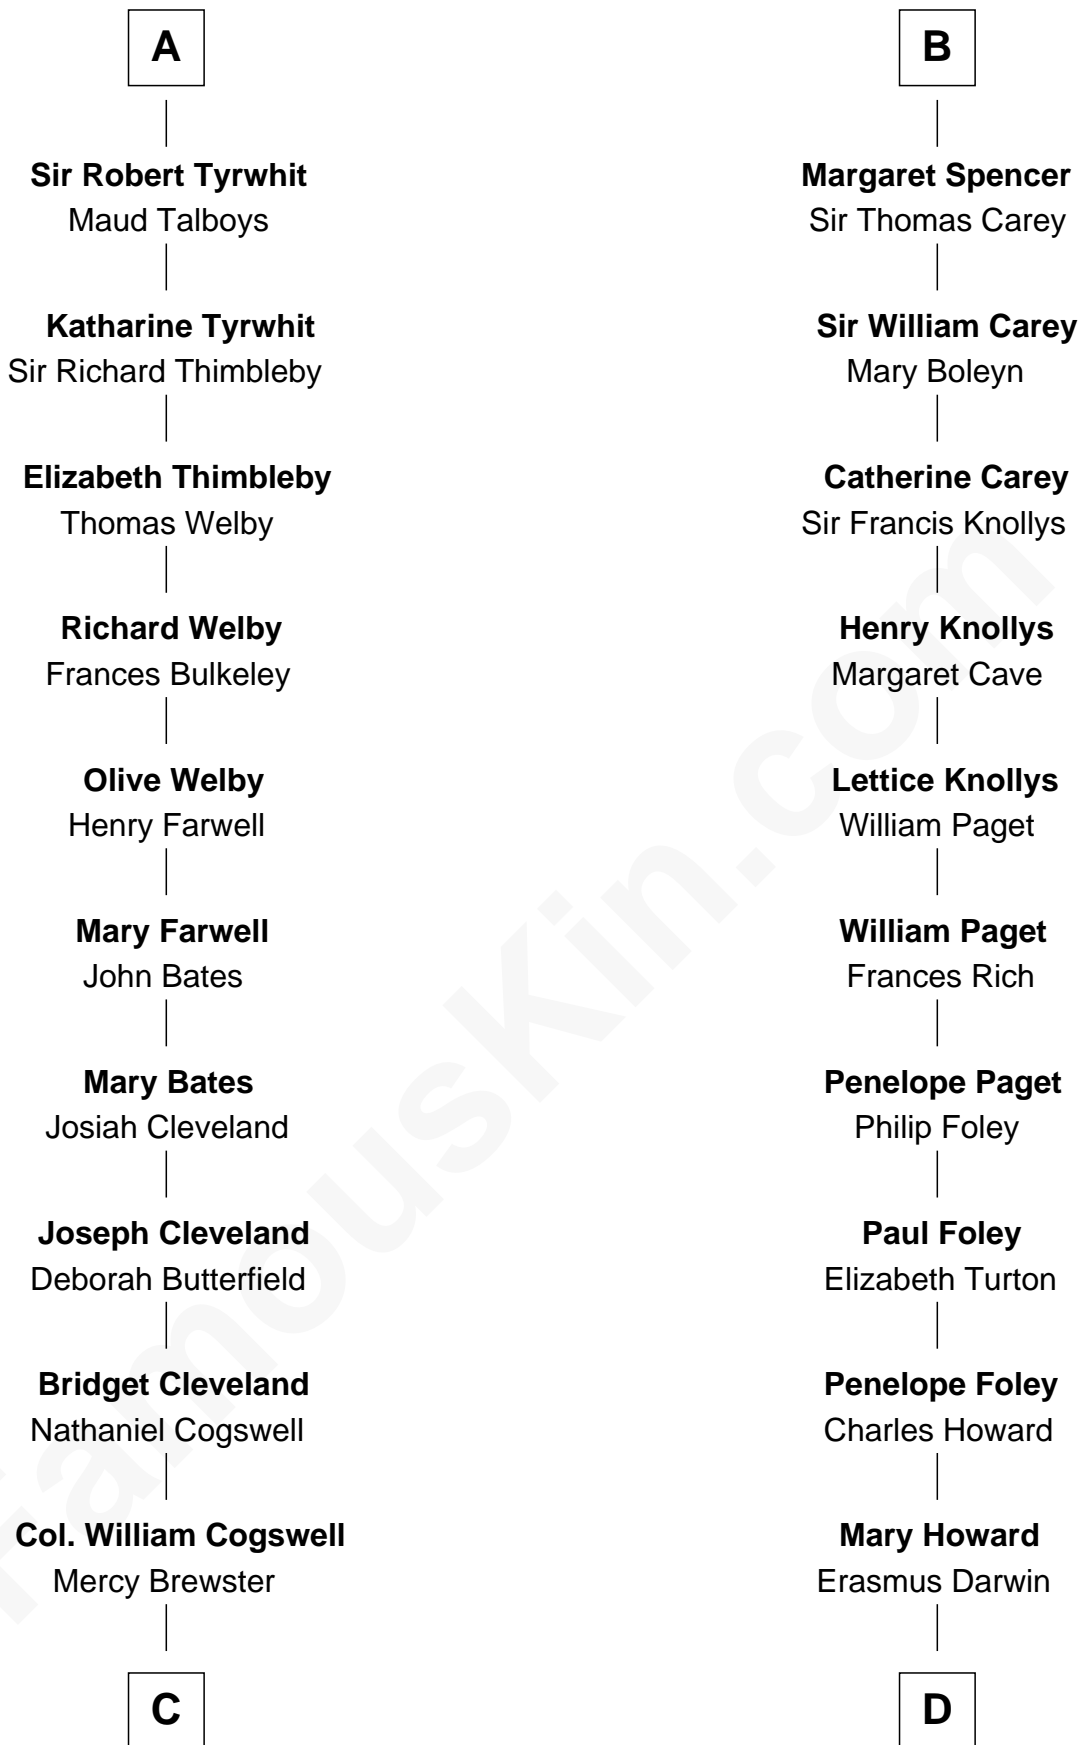 A
Sir Robert Tyrwhit
Maud Talboys
Katharine Tyrwhit
Sir Richard Thimbleby
Elizabeth Thimbleby
Thomas Welby
Richard Welby
Frances Bulkeley
Olive Welby
Henry Farwell
Mary Farwell
John Bates
Mary Bates
Josiah Cleveland
Joseph Cleveland
Deborah Butterfield
Bridget Cleveland
Nathaniel Cogswell
Col. William Cogswell
Mercy Brewster
C
B
Margaret Spencer
Sir Thomas Carey
Sir William Carey
Mary Boleyn
Catherine Carey
Sir Francis Knollys
Henry Knollys
Margaret Cave
Lettice Knollys
William Paget
William Paget
Frances Rich
Penelope Paget
Philip Foley
Paul Foley
Elizabeth Turton
Penelope Foley
Charles Howard
Mary Howard
Erasmus Darwin
D
FamousKin.com